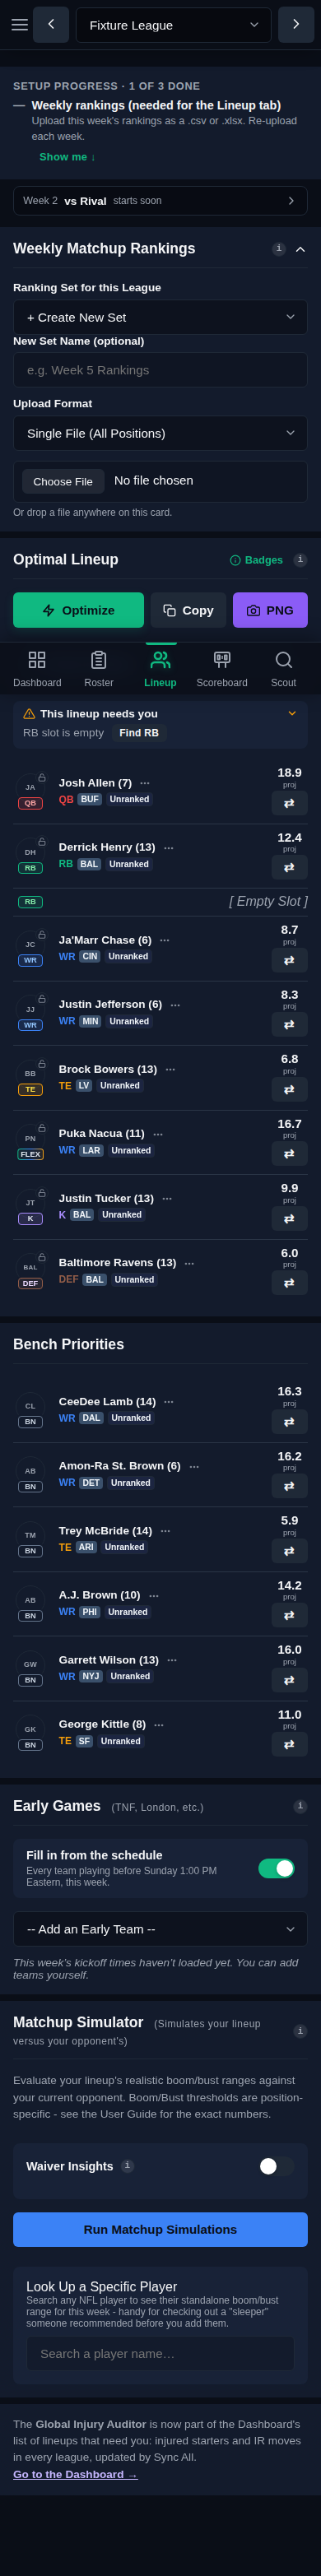 Fixture League
SETUP PROGRESS · 1 OF 3 DONE
— Weekly rankings (needed for the Lineup tab)
Upload this week's rankings as a .csv or .xlsx. Re-upload
each week.
Show me ↓
Week 2 vs Rival starts soon
Weekly Matchup Rankings i
Ranking Set for this League
+ Create New Set
New Set Name (optional)
e.g. Week 5 Rankings
Upload Format
Single File (All Positions)
Choose File No file chosen
Or drop a file anywhere on this card.
Optimal Lineup Badges i
Optimize Copy PNG
Dashboard Roster Lineup Scoreboard Scout
This lineup needs you
RB slot is empty Find RB
JA QB Josh Allen (7) ··· 18.9
QB BUF Unranked proj
DH RB Derrick Henry (13) ··· 12.4
RB BAL Unranked proj
RB [ Empty Slot ]
JC WR Ja'Marr Chase (6) ··· 8.7
WR CIN Unranked proj
JJ WR Justin Jefferson (6) ··· 8.3
WR MIN Unranked proj
BB TE Brock Bowers (13) ··· 6.8
TE LV Unranked proj
PN FLEX Puka Nacua (11) ··· 16.7
WR LAR Unranked proj
JT K Justin Tucker (13) ··· 9.9
K BAL Unranked proj
BAL DEF Baltimore Ravens (13) ··· 6.0
DEF BAL Unranked proj
Bench Priorities
CL BN CeeDee Lamb (14) ··· 16.3
WR DAL Unranked proj
AB BN Amon-Ra St. Brown (6) ··· 16.2
WR DET Unranked proj
TM BN Trey McBride (14) ··· 5.9
TE ARI Unranked proj
AB BN A.J. Brown (10) ··· 14.2
WR PHI Unranked proj
GW BN Garrett Wilson (13) ··· 16.0
WR NYJ Unranked proj
GK BN George Kittle (8) ··· 11.0
TE SF Unranked proj
Early Games (TNF, London, etc.) i
Fill in from the schedule
Every team playing before Sunday 1:00 PM
Eastern, this week.
-- Add an Early Team --
This week's kickoff times haven't loaded yet. You can add
teams yourself.
Matchup Simulator (Simulates your lineup
versus your opponent's) i
Evaluate your lineup's realistic boom/bust ranges against
your current opponent. Boom/Bust thresholds are position-
specific - see the User Guide for the exact numbers.
Waiver Insights i
Run Matchup Simulations
Look Up a Specific Player
Search any NFL player to see their standalone boom/bust
range for this week - handy for checking out a "sleeper"
someone recommended before you add them.
Search a player name…
The Global Injury Auditor is now part of the Dashboard's
list of lineups that need you: injured starters and IR moves
in every league, updated by Sync All.
Go to the Dashboard →